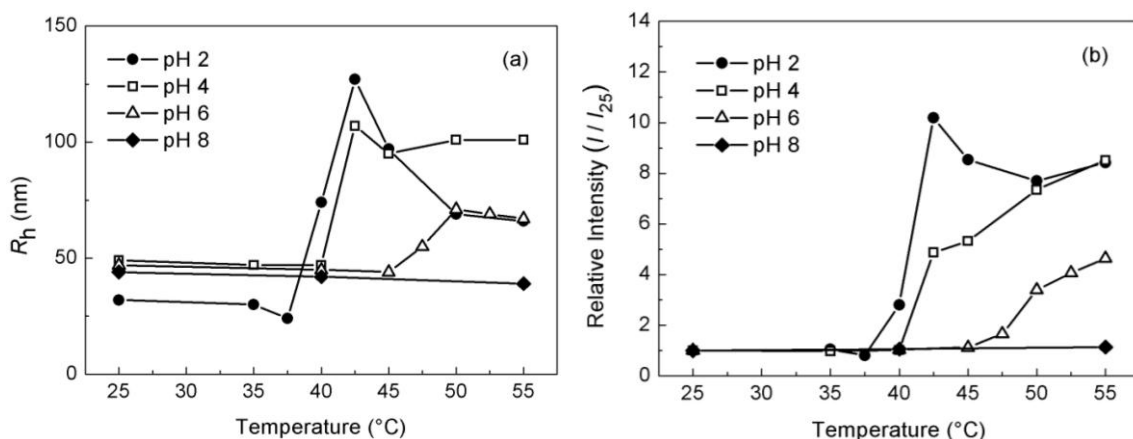 150
100
50
0
25
30
35
40
45
50
55
R_h (nm)
Temperature (°C)
pH 2
pH 4
pH 6
pH 8
(a)
14
12
10
8
6
4
2
0
25
30
35
40
45
50
55
Relative Intensity (I / I_25)
Temperature (°C)
pH 2
pH 4
pH 6
pH 8
(b)